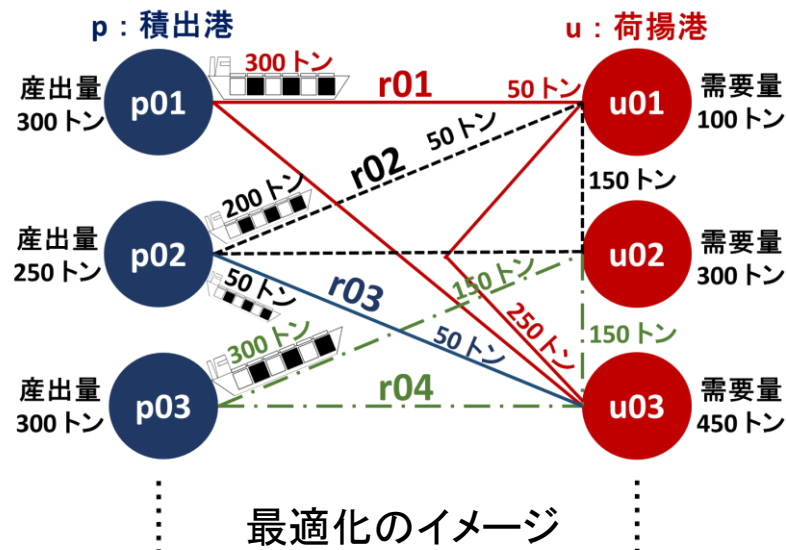 p：積出港
u：荷揚港
産出量
300トン
p01
300トン
r01
50トン
u01
需要量
100トン
r02
50トン
200トン
150トン
産出量
250トン
p02
u02
需要量
300トン
50トン
r03
150トン
300トン
50トン
250トン
150トン
産出量
300トン
p03
r04
u03
需要量
450トン
最適化のイメージ